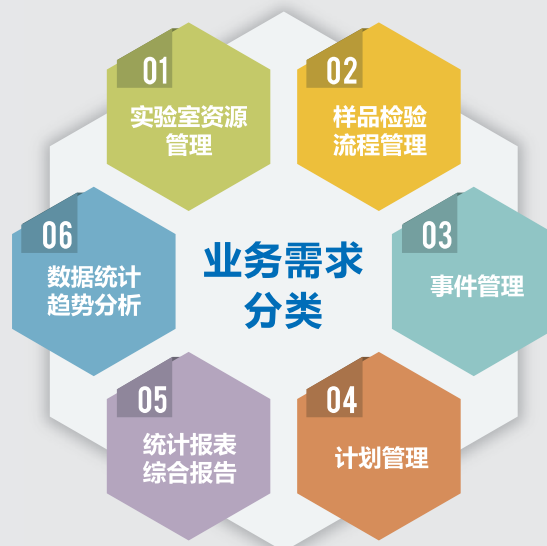 业务需求
分类
01
实验室资源
管理
02
样品检验
流程管理
03
事件管理
04
计划管理
05
统计报表
综合报告
06
数据统计
趋势分析